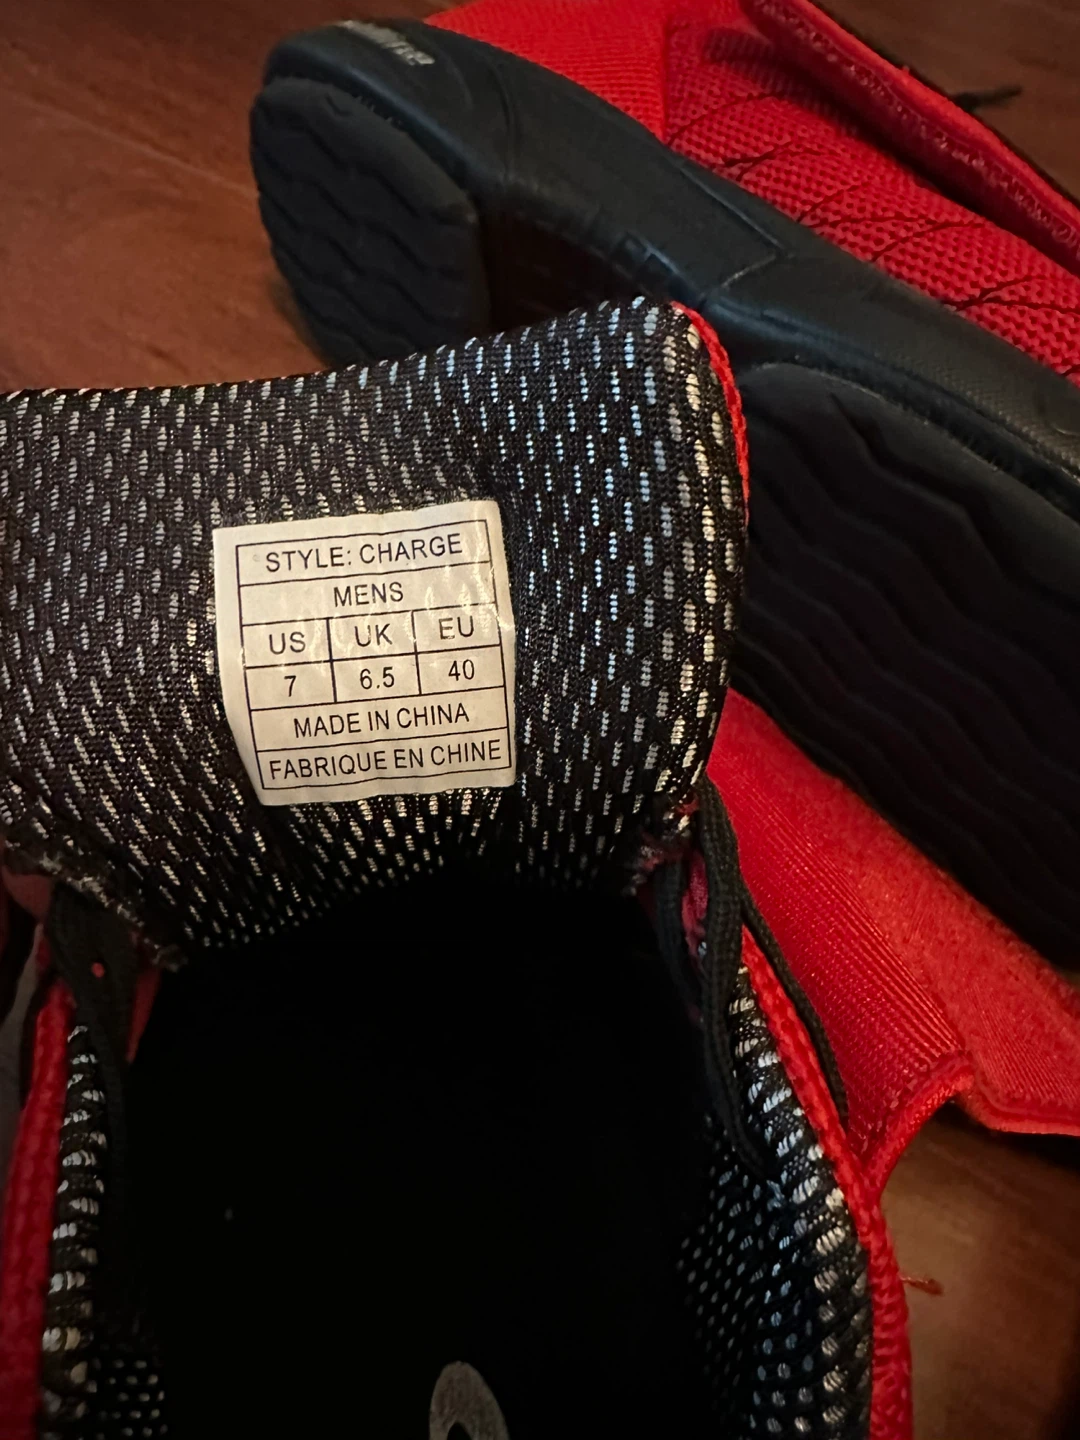 STYLE: CHARGE
MENS
US UK EU
7 6.5 40
MADE IN CHINA
FABRIQUE EN CHINE